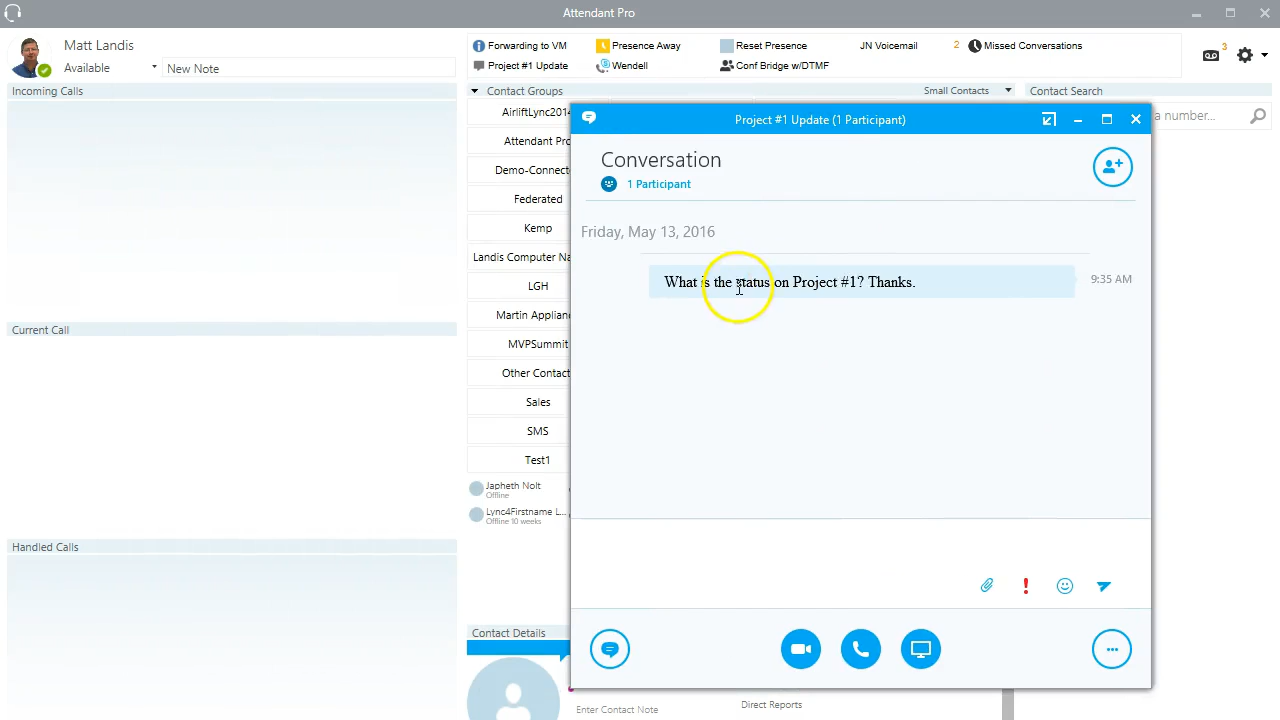 Attendant Pro
Matt Landis
Available
New Note
Forwarding to VM
Presence Away
Reset Presence
JN Voicemail
2
Missed Conversations
3
Project #1 Update
Wendell
Conf Bridge w/DTMF
Incoming Calls
Contact Groups
Small Contacts
Contact Search
a number...
AirliftLync2014
Attendant Pro
Demo-Connect
Federated
Kemp
Landis Computer Na
LGH
Martin Applianc
MVPSummit
Other Contact
Sales
SMS
Test1
Japheth Nolt
Offline
Lync4Firstname L...
Offline 10 weeks
Project #1 Update (1 Participant)
Conversation
1 Participant
Friday, May 13, 2016
What is the status on Project #1? Thanks.
9:35 AM
Current Call
Handled Calls
Contact Details
Enter Contact Note
Direct Reports